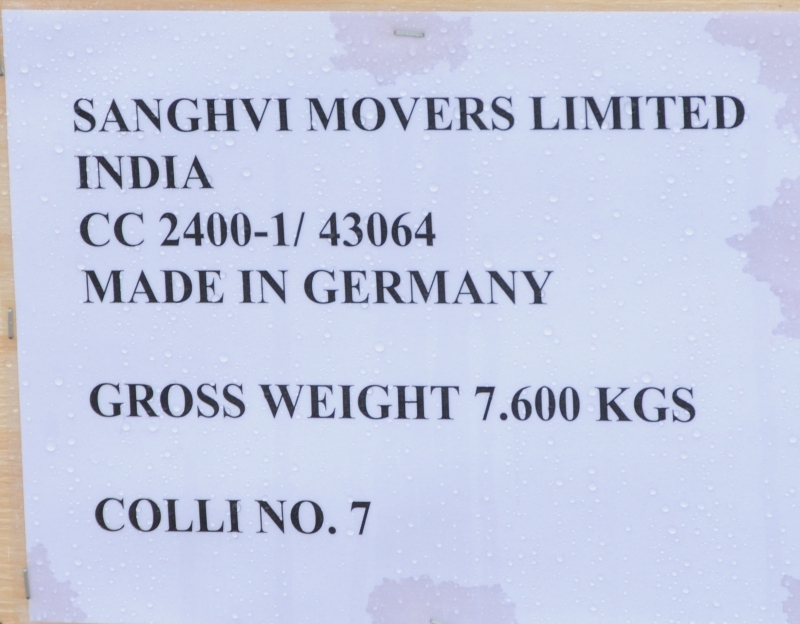 SANGHVI MOVERS LIMITED
INDIA
CC 2400-1/ 43064
MADE IN GERMANY
GROSS WEIGHT 7.600 KGS
COLLI NO. 7